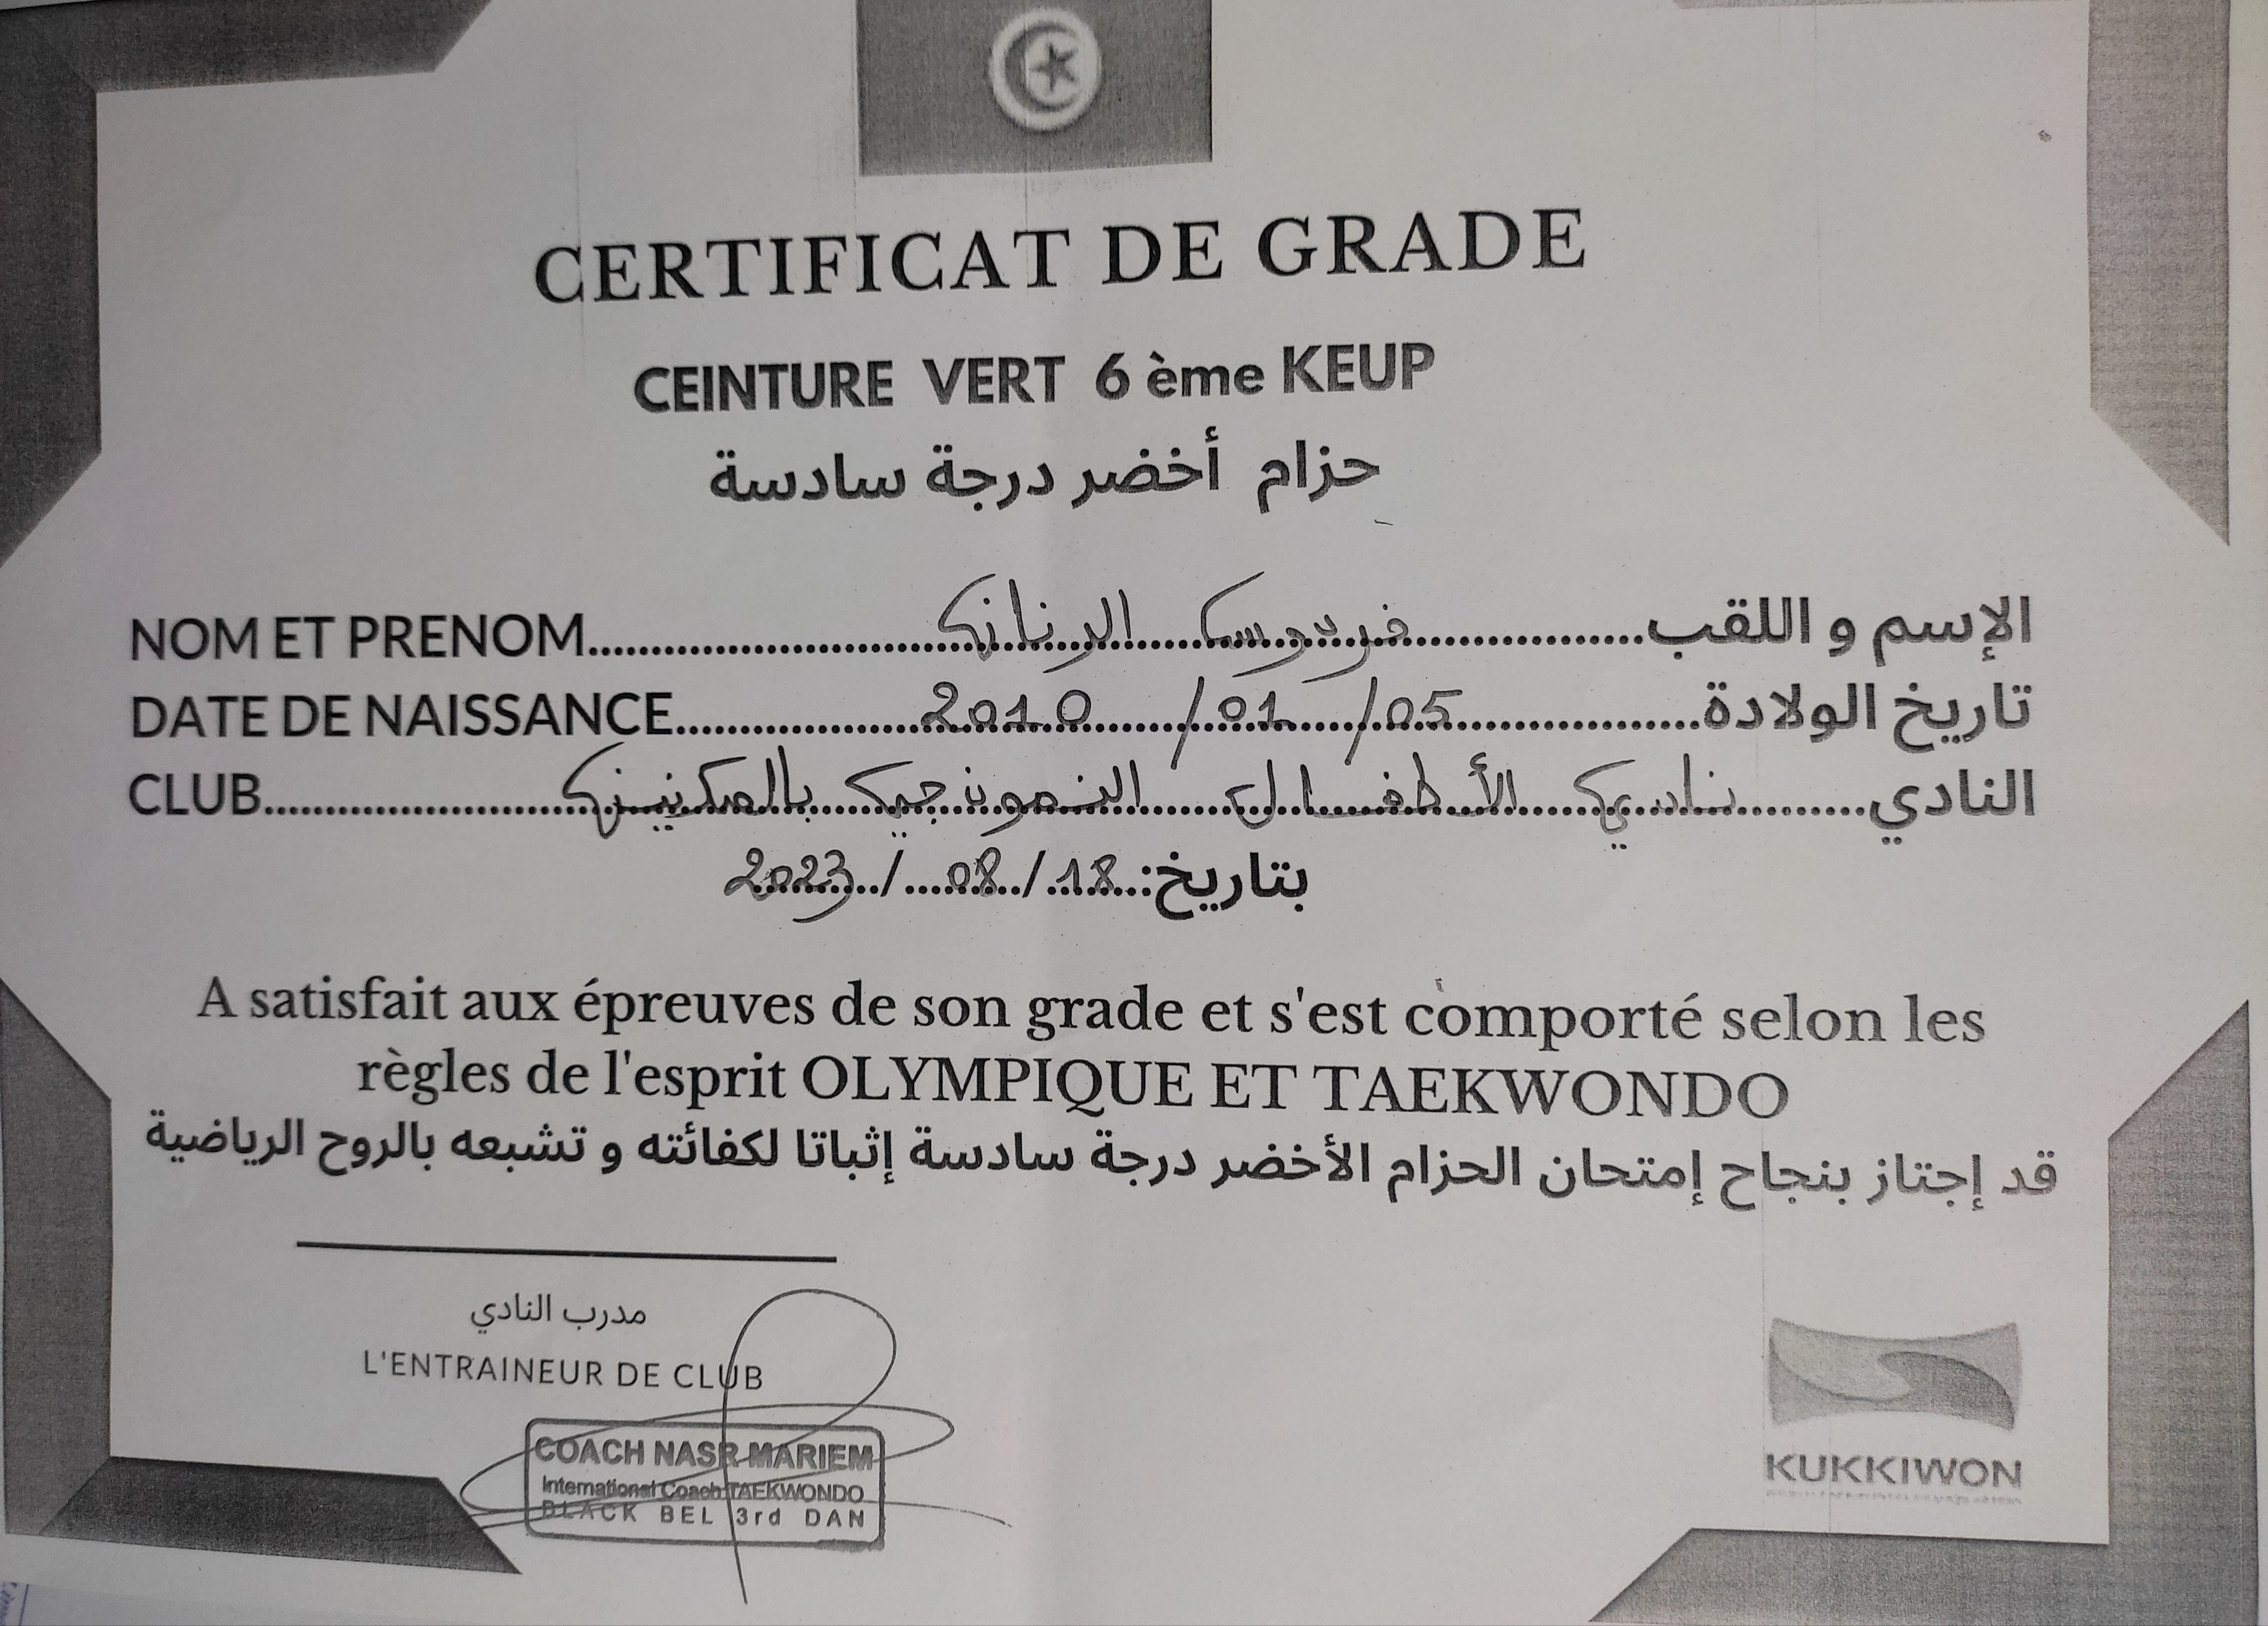 CERTIFICAT DE GRADE
CEINTURE VERT 6 ème KEUP
حزام أخضر درجة سادسة
NOM ET PRENOM.......... فردوس الزناني ..........الإسم و اللقب
DATE DE NAISSANCE.......... 05/ 01/ 2010 ..........تاريخ الولادة
CLUB.......... نادي الأطفال النموذجي بالمكنين ..........النادي
بتاريخ: 18 / 08 / 2023
A satisfait aux épreuves de son grade et s'est comporté selon les
règles de l'esprit OLYMPIQUE ET TAEKWONDO
قد إجتاز بنجاح إمتحان الحزام الأخضر درجة سادسة إثباتا لكفائته و تشبعه بالروح الرياضية
مدرب النادي
L'ENTRAINEUR DE CLUB
COACH NASR MARIEM
International Coach TAEKWONDO
BLACK BEL 3rd DAN
KUKKIWON